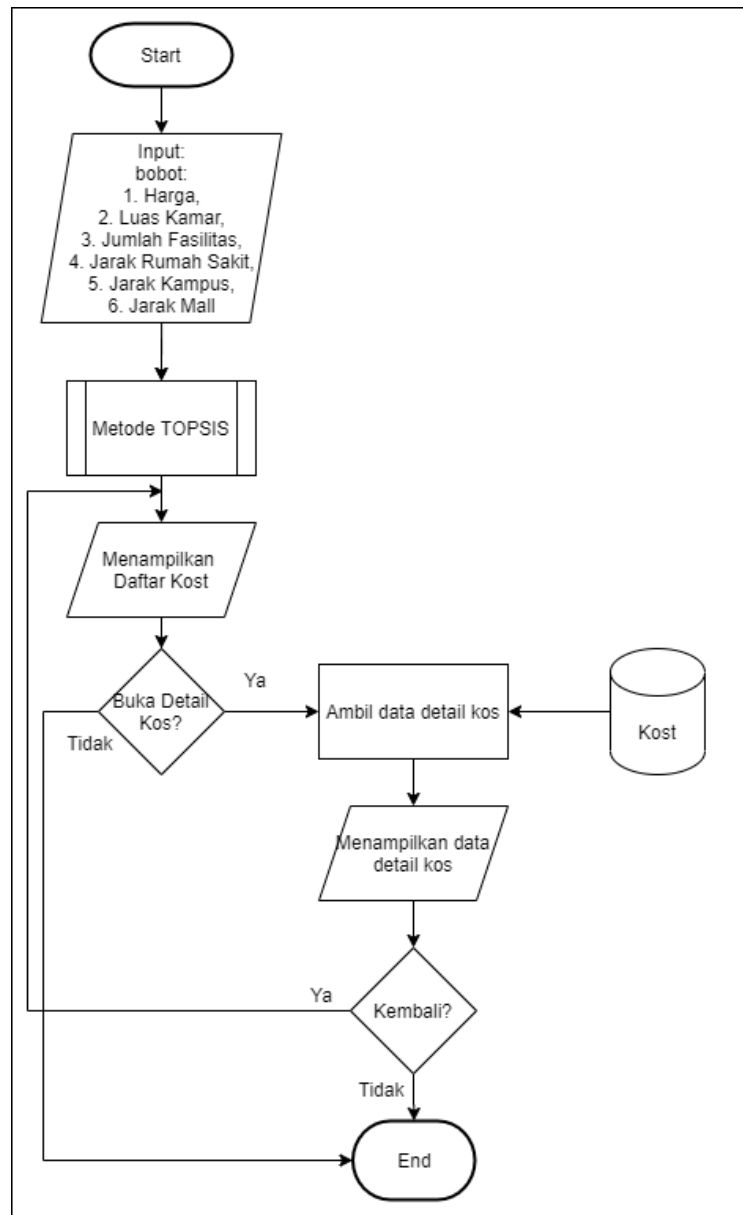 Start
Input:
bobot:
1. Harga,
2. Luas Kamar,
3. Jumlah Fasilitas,
4. Jarak Rumah Sakit,
5. Jarak Kampus,
6. Jarak Mall
Metode TOPSIS
Menampilkan
Daftar Kost
Buka Detail
Kos?
Ya
Tidak
Ambil data detail kos
Kost
Menampilkan data
detail kos
Kembali?
Ya
Tidak
End